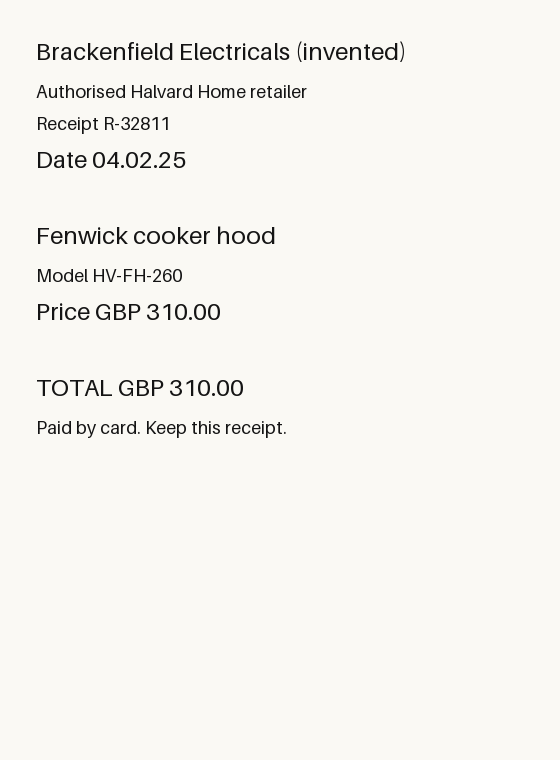 Brackenfield Electricals (invented)
Authorised Halvard Home retailer
Receipt R-32811
Date 04.02.25
Fenwick cooker hood
Model HV-FH-260
Price GBP 310.00
TOTAL GBP 310.00
Paid by card. Keep this receipt.